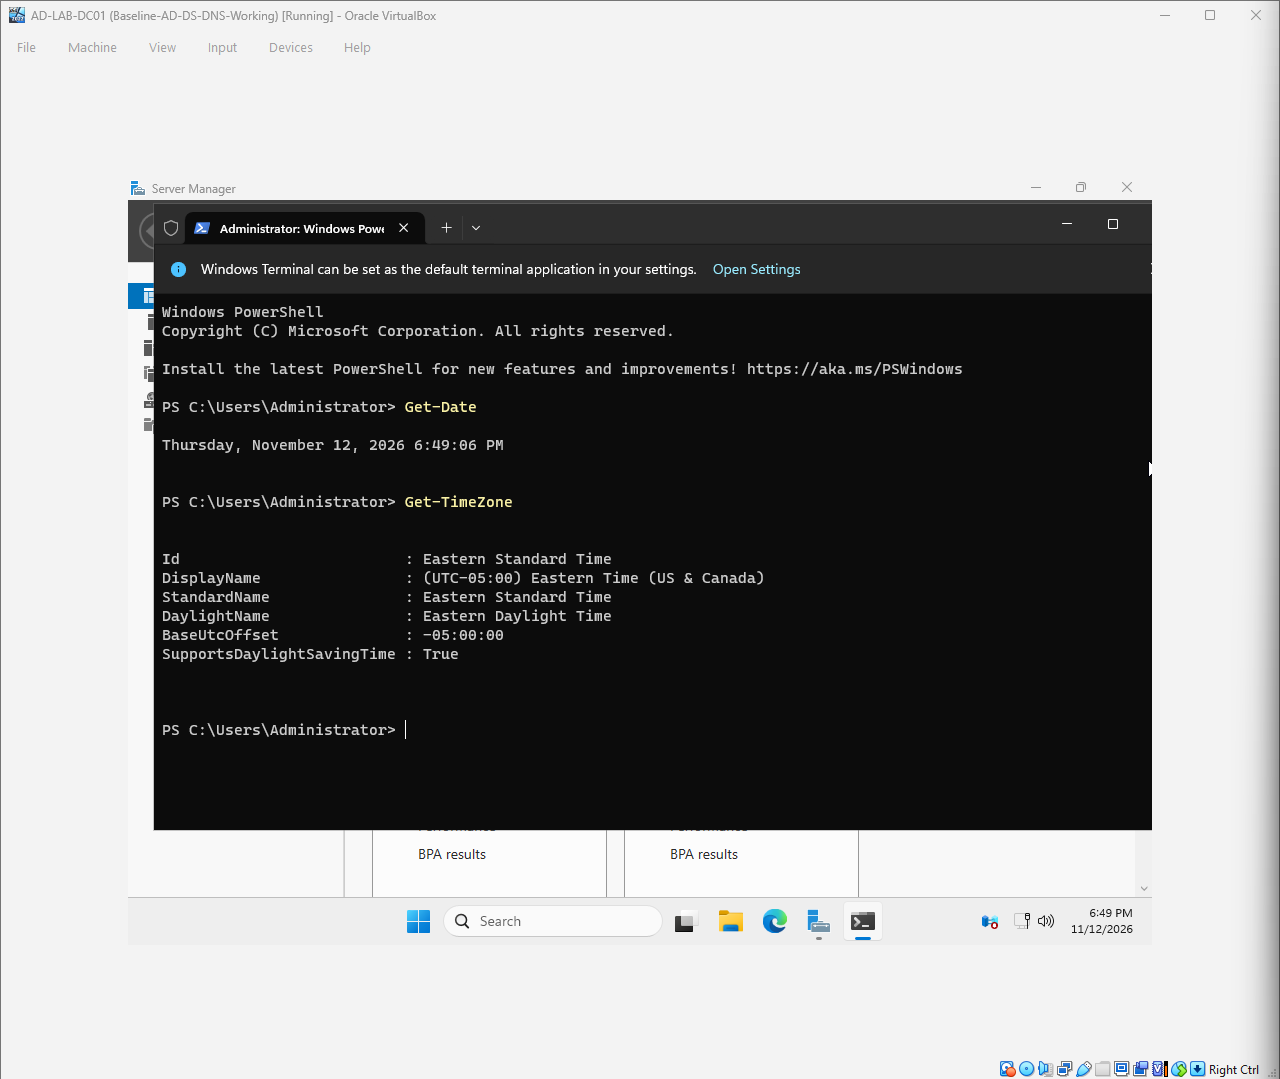 AD-LAB-DC01 (Baseline-AD-DS-DNS-Working) [Running] - Oracle VirtualBox
File Machine View Input Devices Help
Server Manager
Administrator: Windows Powe
Windows Terminal can be set as the default terminal application in your settings. Open Settings
Windows PowerShell
Copyright (C) Microsoft Corporation. All rights reserved.
Install the latest PowerShell for new features and improvements! https://aka.ms/PSWindows
PS C:\Users\Administrator> Get-Date
Thursday, November 12, 2026 6:49:06 PM
PS C:\Users\Administrator> Get-TimeZone
Id : Eastern Standard Time
DisplayName : (UTC-05:00) Eastern Time (US & Canada)
StandardName : Eastern Standard Time
DaylightName : Eastern Daylight Time
BaseUtcOffset : -05:00:00
SupportsDaylightSavingTime : True
PS C:\Users\Administrator>
BPA results BPA results
Search
6:49 PM
11/12/2026
Right Ctrl